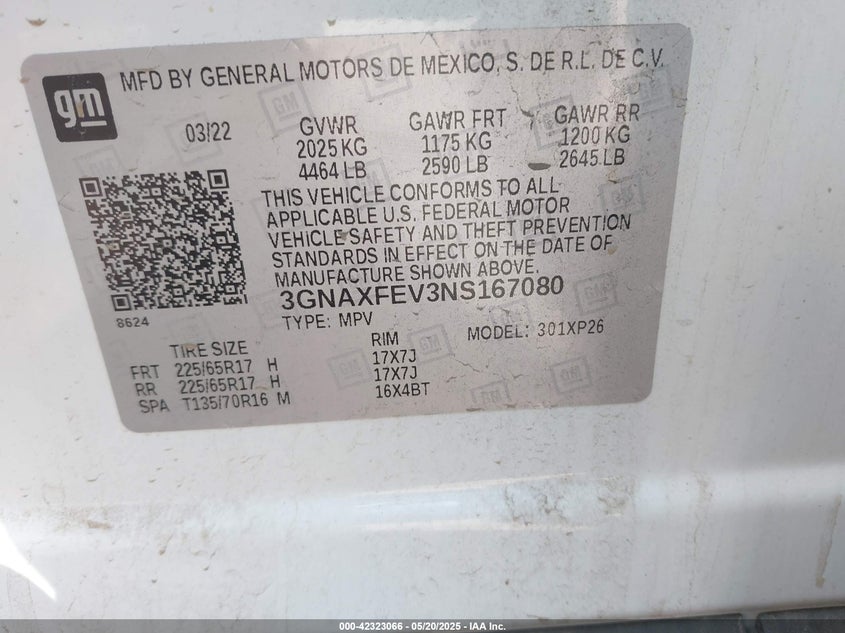 gm
MFD BY GENERAL MOTORS DE MEXICO, S. DE R.L. DE C.V.
03/22 GVWR GAWR FRT GAWR RR
2025 KG 1175 KG 1200 KG
4464 LB 2590 LB 2645 LB
THIS VEHICLE CONFORMS TO ALL
APPLICABLE U.S. FEDERAL MOTOR
VEHICLE SAFETY AND THEFT PREVENTION
STANDARDS IN EFFECT ON THE DATE OF
MANUFACTURE SHOWN ABOVE.
3GNAXFEV3NS167080
8624 TYPE: MPV MODEL: 301XP26
TIRE SIZE RIM
FRT 225/65R17 H 17X7J
RR 225/65R17 H 17X7J
SPA T135/70R16 M 16X4BT
000-42323066 - 05/20/2025 - IAA Inc.